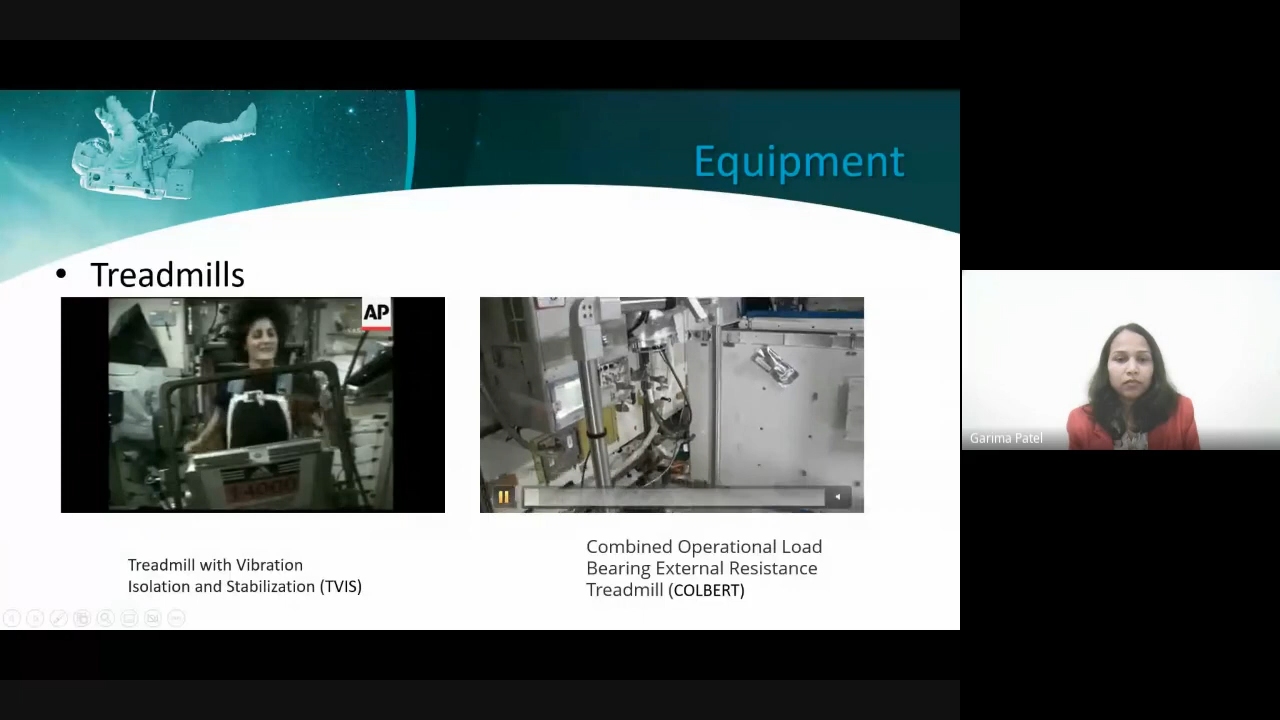 Equipment
• Treadmills
AP
14000
Treadmill with Vibration
Isolation and Stabilization (TVIS)
Combined Operational Load
Bearing External Resistance
Treadmill (COLBERT)
Garima Patel